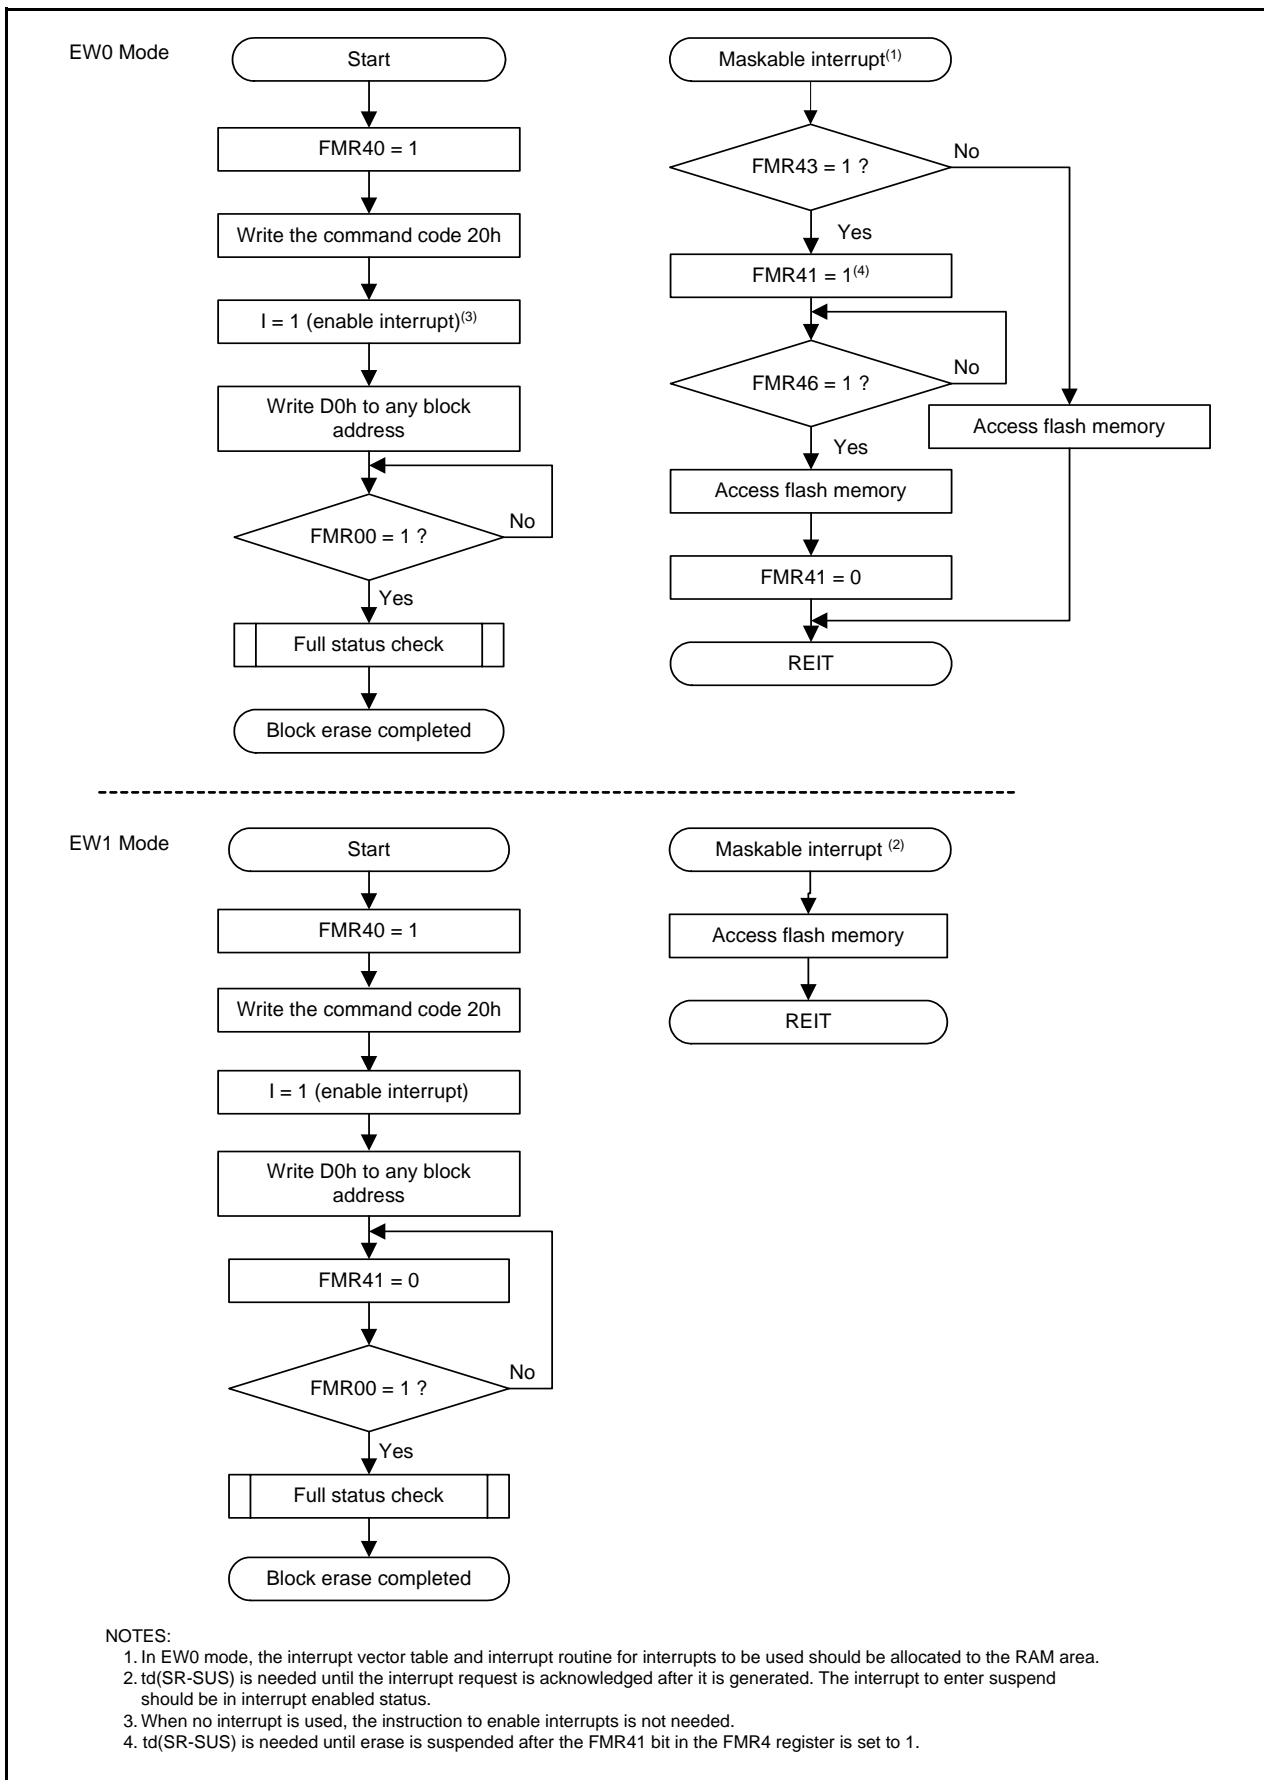 EW0 Mode
Start
FMR40 = 1
Write the command code 20h
I = 1 (enable interrupt)(3)
Write D0h to any block
address
FMR00 = 1 ?
No
Yes
Full status check
Block erase completed
Maskable interrupt(1)
FMR43 = 1 ?
No
Yes
FMR41 = 1(4)
FMR46 = 1 ?
No
Yes
Access flash memory
Access flash memory
FMR41 = 0
REIT
EW1 Mode
Start
FMR40 = 1
Write the command code 20h
I = 1 (enable interrupt)
Write D0h to any block
address
FMR41 = 0
FMR00 = 1 ?
No
Yes
Full status check
Block erase completed
Maskable interrupt (2)
Access flash memory
REIT
NOTES:
1. In EW0 mode, the interrupt vector table and interrupt routine for interrupts to be used should be allocated to the RAM area.
2. td(SR-SUS) is needed until the interrupt request is acknowledged after it is generated. The interrupt to enter suspend
should be in interrupt enabled status.
3. When no interrupt is used, the instruction to enable interrupts is not needed.
4. td(SR-SUS) is needed until erase is suspended after the FMR41 bit in the FMR4 register is set to 1.